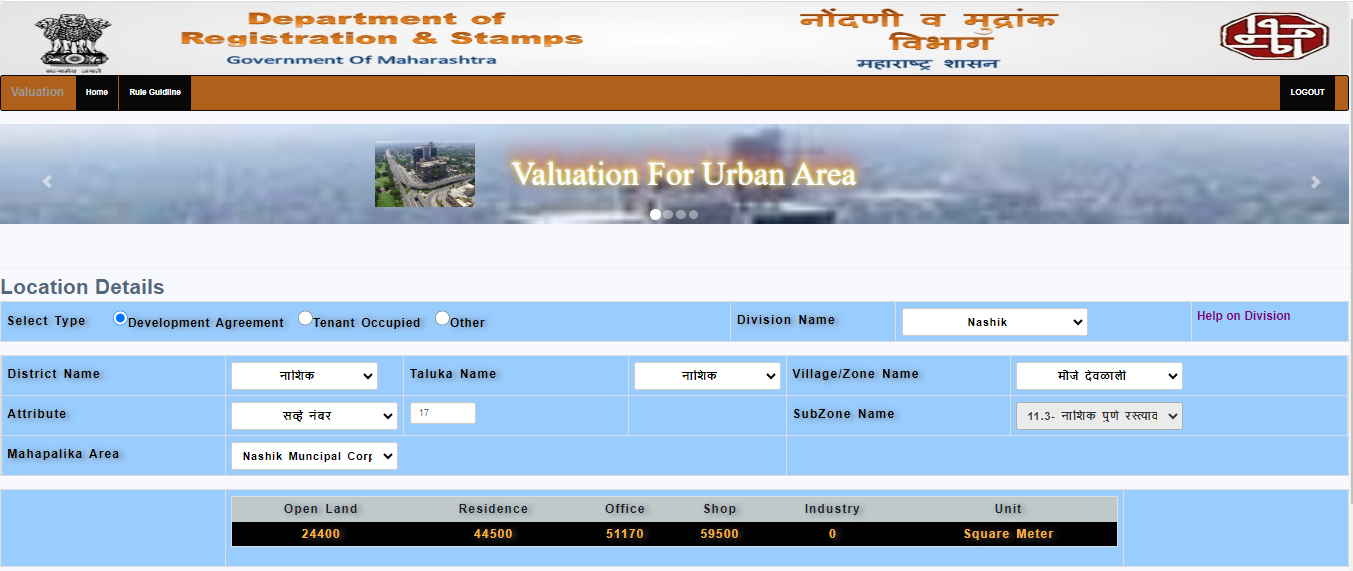 Department of
Registration & Stamps
Government Of Maharashtra
नोंदणी व मुद्रांक
विभाग
महाराष्ट्र शासन
सत्यमेव जयते
Valuation Home Rule Guidline LOGOUT
Valuation For Urban Area
Location Details
Select Type Development Agreement Tenant Occupied Other Division Name Nashik Help on Division
District Name नाशिक Taluka Name नाशिक Village/Zone Name मौजे देवळाली
Attribute सर्व्हे नंबर 17 SubZone Name 11.3- नाशिक पुणे रस्त्याव
Mahapalika Area Nashik Muncipal Corp
Open Land Residence Office Shop Industry Unit
24400 44500 51170 59500 0 Square Meter